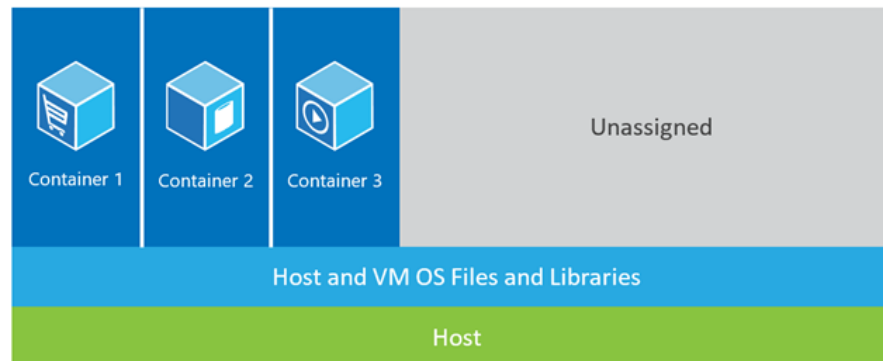 Container 1
Container 2
Container 3
Unassigned
Host and VM OS Files and Libraries
Host